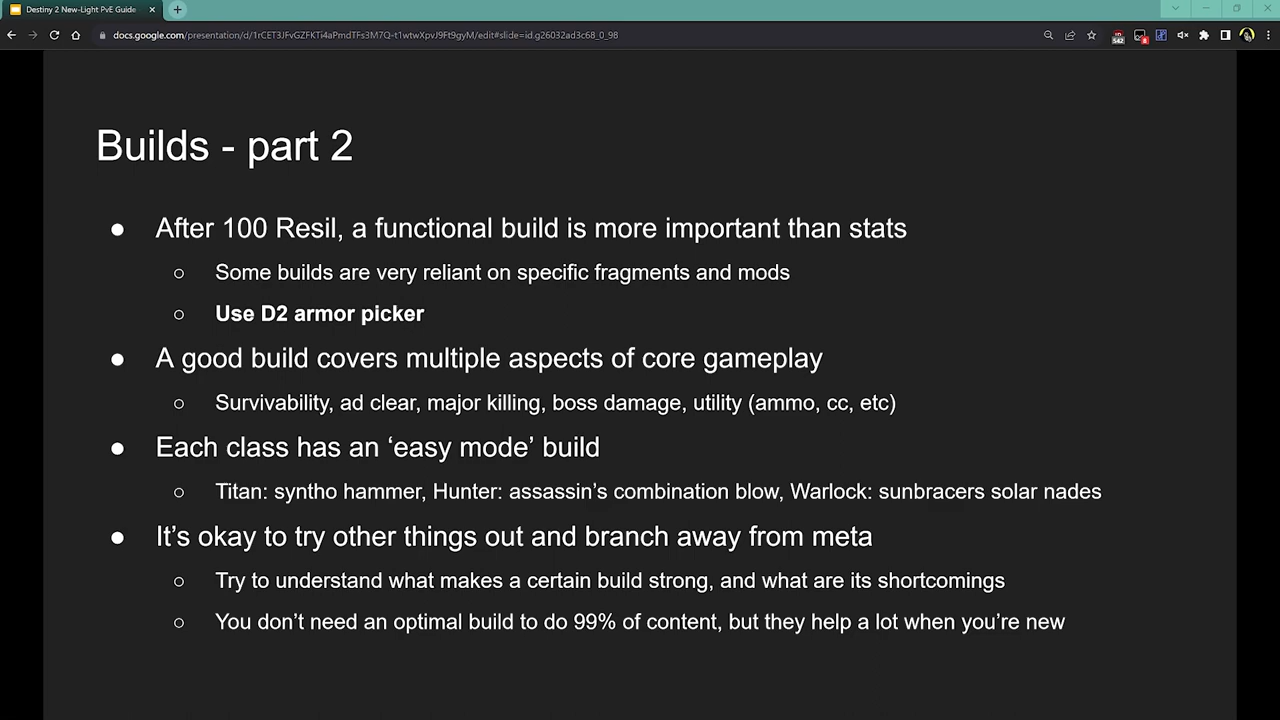 Destiny 2 New-Light PvE Guide
docs.google.com/presentation/d/1rCET3JFvGZFKTi4aPmdTFs3M7Q-t1wtwXpvJ9Ft9gyM/edit#slide=id.g26032ad3c68_0_98
542
8
Builds - part 2
● After 100 Resil, a functional build is more important than stats
○ Some builds are very reliant on specific fragments and mods
○ Use D2 armor picker
● A good build covers multiple aspects of core gameplay
○ Survivability, ad clear, major killing, boss damage, utility (ammo, cc, etc)
● Each class has an ‘easy mode’ build
○ Titan: syntho hammer, Hunter: assassin’s combination blow, Warlock: sunbracers solar nades
● It’s okay to try other things out and branch away from meta
○ Try to understand what makes a certain build strong, and what are its shortcomings
○ You don’t need an optimal build to do 99% of content, but they help a lot when you’re new